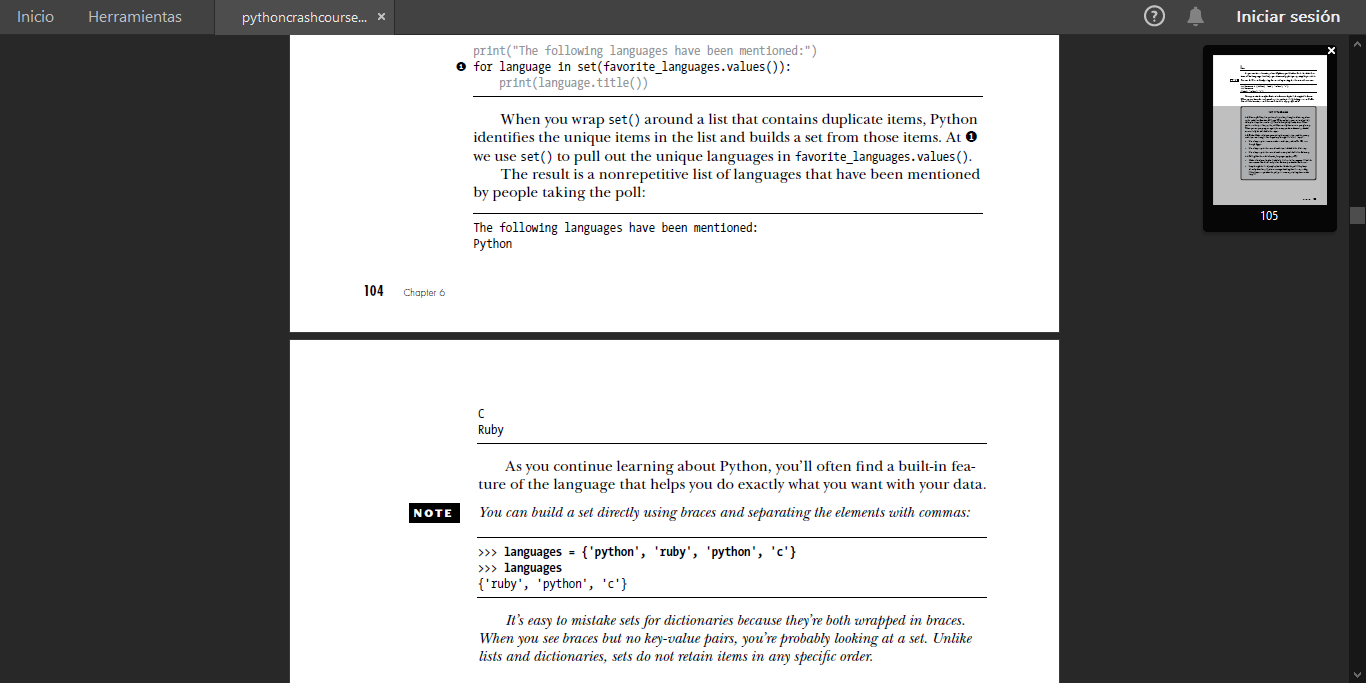 Inicio Herramientas pythoncrashcourse... × ? Iniciar sesión
print("The following languages have been mentioned:")
❶ for language in set(favorite_languages.values()):
print(language.title())
When you wrap set() around a list that contains duplicate items, Python
identifies the unique items in the list and builds a set from those items. At ❶
we use set() to pull out the unique languages in favorite_languages.values().
The result is a nonrepetitive list of languages that have been mentioned
by people taking the poll:
The following languages have been mentioned:
Python
104 Chapter 6
105
C
Ruby
As you continue learning about Python, you’ll often find a built-in fea-
ture of the language that helps you do exactly what you want with your data.
NOTE You can build a set directly using braces and separating the elements with commas:
>>> languages = {'python', 'ruby', 'python', 'c'}
>>> languages
{'ruby', 'python', 'c'}
It’s easy to mistake sets for dictionaries because they’re both wrapped in braces.
When you see braces but no key-value pairs, you’re probably looking at a set. Unlike
lists and dictionaries, sets do not retain items in any specific order.